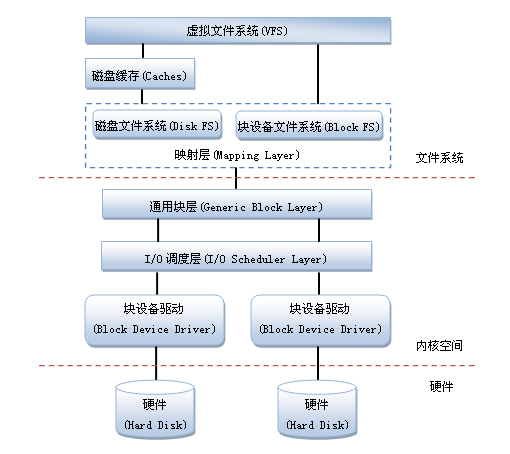 虚拟文件系统(VFS)
磁盘缓存(Caches)
磁盘文件系统(Disk FS)
块设备文件系统(Block FS)
映射层(Mapping Layer)
文件系统
通用块层(Generic Block Layer)
I/O 调度层(I/O Scheduler Layer)
块设备驱动
(Block Device Driver)
块设备驱动
(Block Device Driver)
内核空间
硬件
硬件
(Hard Disk)
硬件
(Hard Disk)